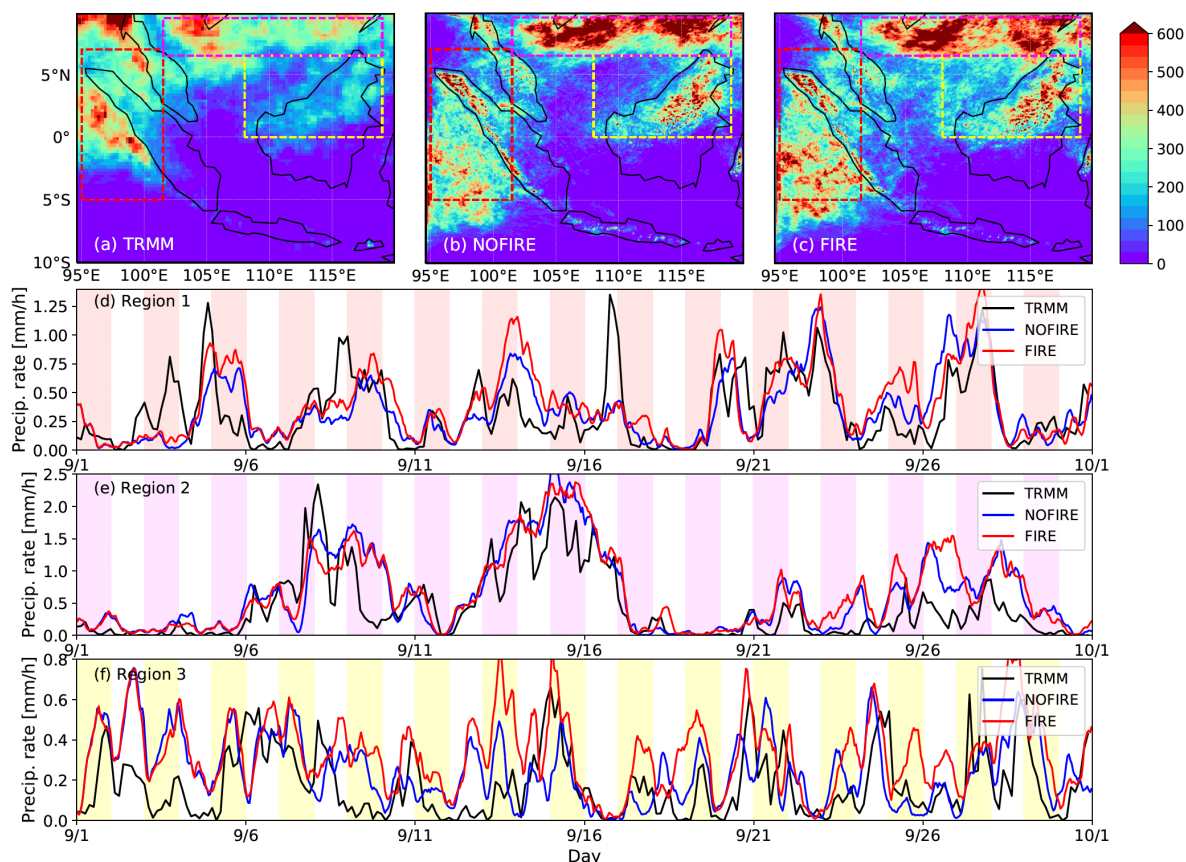 5°N
0°
5°S
10°S
(a) TRMM
(b) NOFIRE
(c) FIRE
95°E 100°E 105°E 110°E 115°E
95°E 100°E 105°E 110°E 115°E
95°E 100°E 105°E 110°E 115°E
600
500
400
300
200
100
0
(d) Region 1
Precip. rate [mm/h]
1.25
1.00
0.75
0.50
0.25
0.00
TRMM
NOFIRE
FIRE
9/1 9/6 9/11 9/16 9/21 9/26 10/1
(e) Region 2
Precip. rate [mm/h]
2.5
2.0
1.5
1.0
0.5
0.0
TRMM
NOFIRE
FIRE
9/1 9/6 9/11 9/16 9/21 9/26 10/1
(f) Region 3
Precip. rate [mm/h]
0.8
0.6
0.4
0.2
0.0
TRMM
NOFIRE
FIRE
9/1 9/6 9/11 9/16 9/21 9/26 10/1
Day